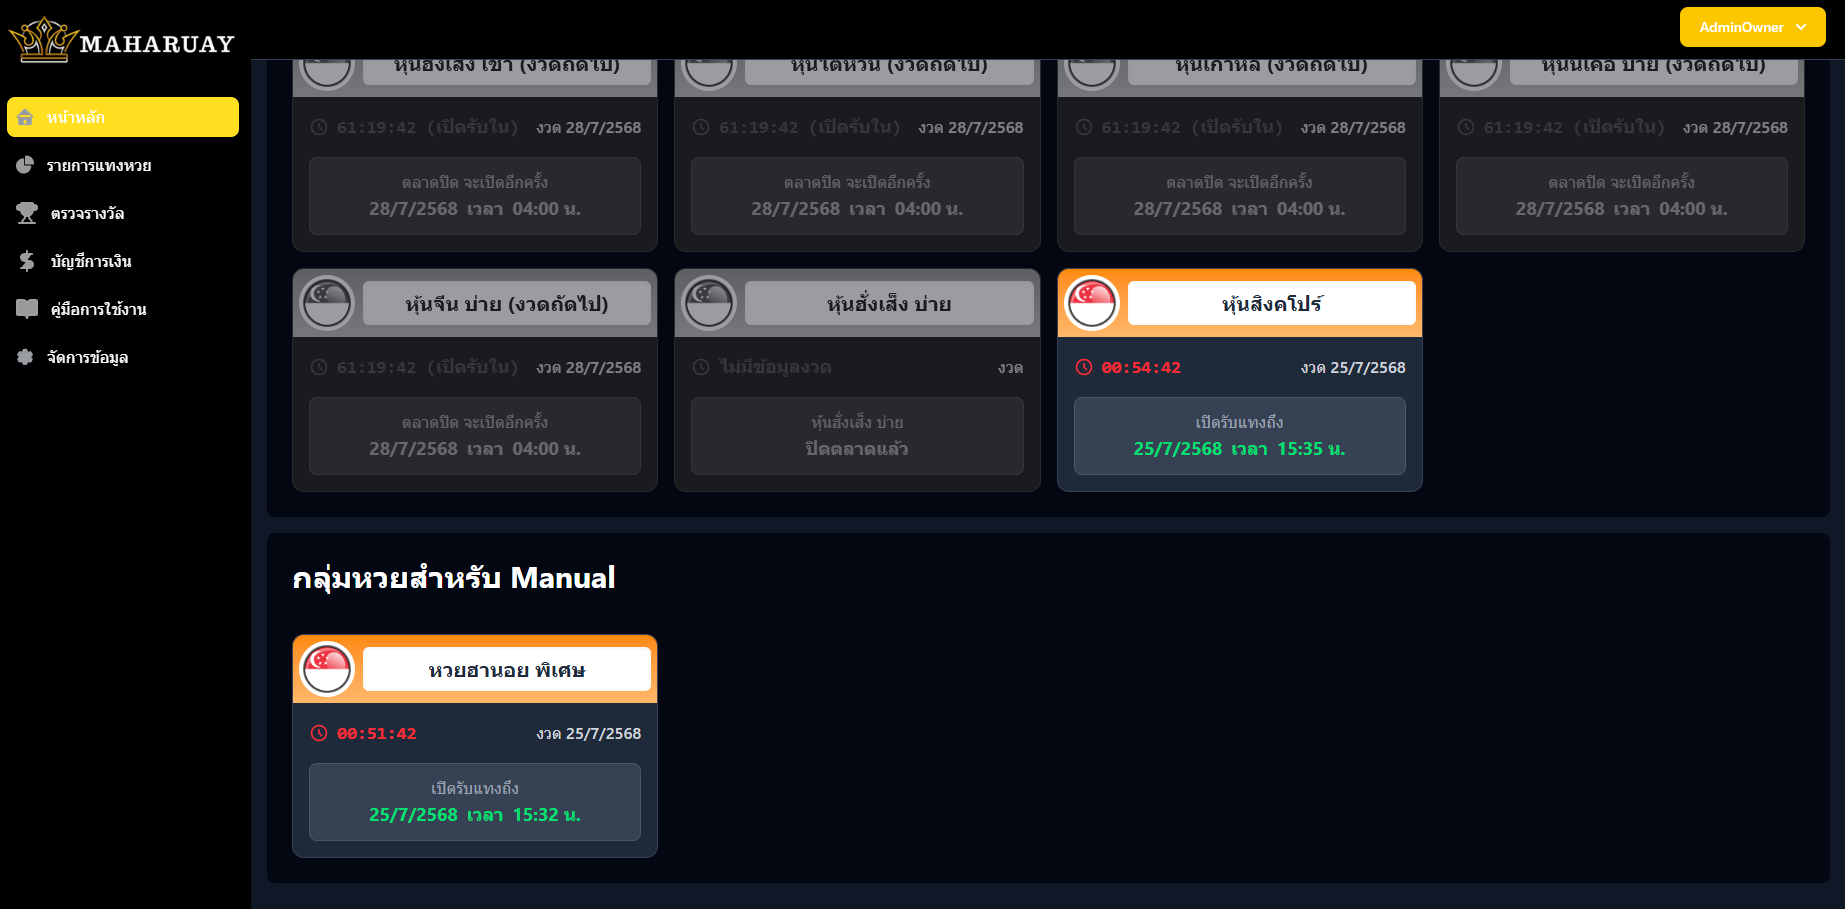 MAHARUAY
AdminOwner
หน้าหลัก
รายการแทงหวย
ตรวจรางวัล
บัญชีการเงิน
คู่มือการใช้งาน
จัดการข้อมูล
หุ้นฮั่งเส็ง เช้า (งวดถัดไป)
61:19:42 (เปิดรับใน) งวด 28/7/2568
ตลาดปิด จะเปิดอีกครั้ง
28/7/2568 เวลา 04:00 น.
หุ้นไต้หวัน (งวดถัดไป)
61:19:42 (เปิดรับใน) งวด 28/7/2568
ตลาดปิด จะเปิดอีกครั้ง
28/7/2568 เวลา 04:00 น.
หุ้นเกาหลี (งวดถัดไป)
61:19:42 (เปิดรับใน) งวด 28/7/2568
ตลาดปิด จะเปิดอีกครั้ง
28/7/2568 เวลา 04:00 น.
หุ้นนิเคอิ บ่าย (งวดถัดไป)
61:19:42 (เปิดรับใน) งวด 28/7/2568
ตลาดปิด จะเปิดอีกครั้ง
28/7/2568 เวลา 04:00 น.
หุ้นจีน บ่าย (งวดถัดไป)
61:19:42 (เปิดรับใน) งวด 28/7/2568
ตลาดปิด จะเปิดอีกครั้ง
28/7/2568 เวลา 04:00 น.
หุ้นฮั่งเส็ง บ่าย
ไม่มีข้อมูลงวด งวด
หุ้นฮั่งเส็ง บ่าย
ปิดตลาดแล้ว
หุ้นสิงคโปร์
00:54:42 งวด 25/7/2568
เปิดรับแทงถึง
25/7/2568 เวลา 15:35 น.
กลุ่มหวยสำหรับ Manual
หวยฮานอย พิเศษ
00:51:42 งวด 25/7/2568
เปิดรับแทงถึง
25/7/2568 เวลา 15:32 น.